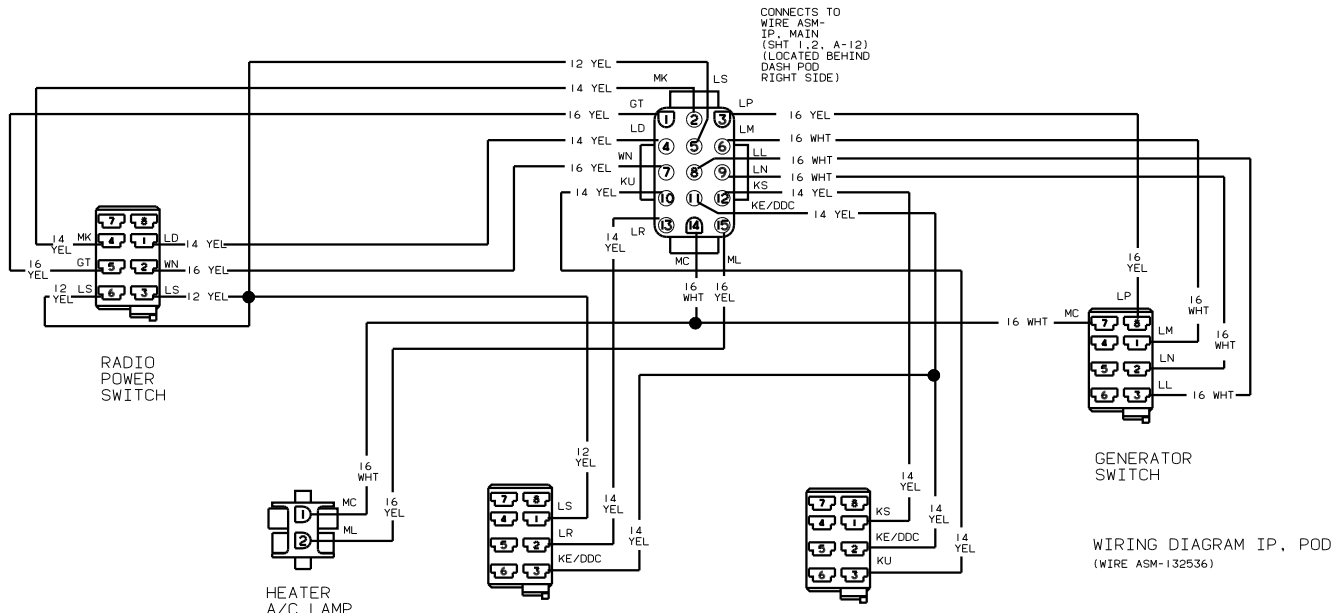 CONNECTS TO
WIRE ASM-
IP, MAIN
(SHT 1,2, A-12)
(LOCATED BEHIND
DASH POD
RIGHT SIDE)
12 YEL
MK
LS
14 YEL
GT
LP
16 YEL
1
2
3
16 YEL
LD
LM
14 YEL
4
5
6
16 WHT
WN
LL
16 WHT
16 YEL
7
8
9
LN
16 WHT
KU
KS
14 YEL
10
11
12
14 YEL
KE/DDC
14 YEL
LR
13
14
15
14
YEL
MC
ML
16
WHT
16
YEL
7
8
14
YEL
MK
4
1
LD
14 YEL
16
YEL
GT
5
2
WN
16 YEL
12
YEL
LS
6
3
LS
12 YEL
RADIO
POWER
SWITCH
16
YEL
LP
16
WHT
16 WHT
MC
7
8
LM
16
WHT
4
1
LN
5
2
LL
6
3
16 WHT
GENERATOR
SWITCH
16
WHT
MC
1
16
YEL
ML
2
HEATER
A/C LAMP
12
YEL
7
8
LS
4
1
14
YEL
LR
5
2
14
YEL
KE/DDC
6
3
14
YEL
7
8
KS
4
1
14
YEL
KE/DDC
5
2
14
YEL
KU
6
3
WIRING DIAGRAM IP, POD
(WIRE ASM-132536)